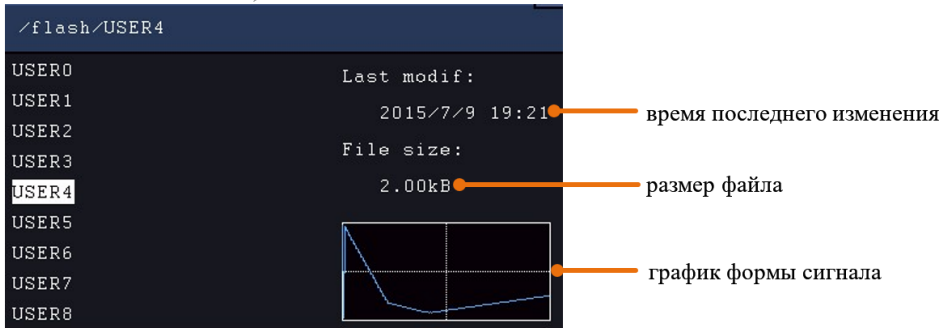 /flash/USER4
USER0
USER1
USER2
USER3
USER4
USER5
USER6
USER7
USER8
Last modif:
2015/7/9 19:21
File size:
2.00kB
время последнего изменения
размер файла
график формы сигнала